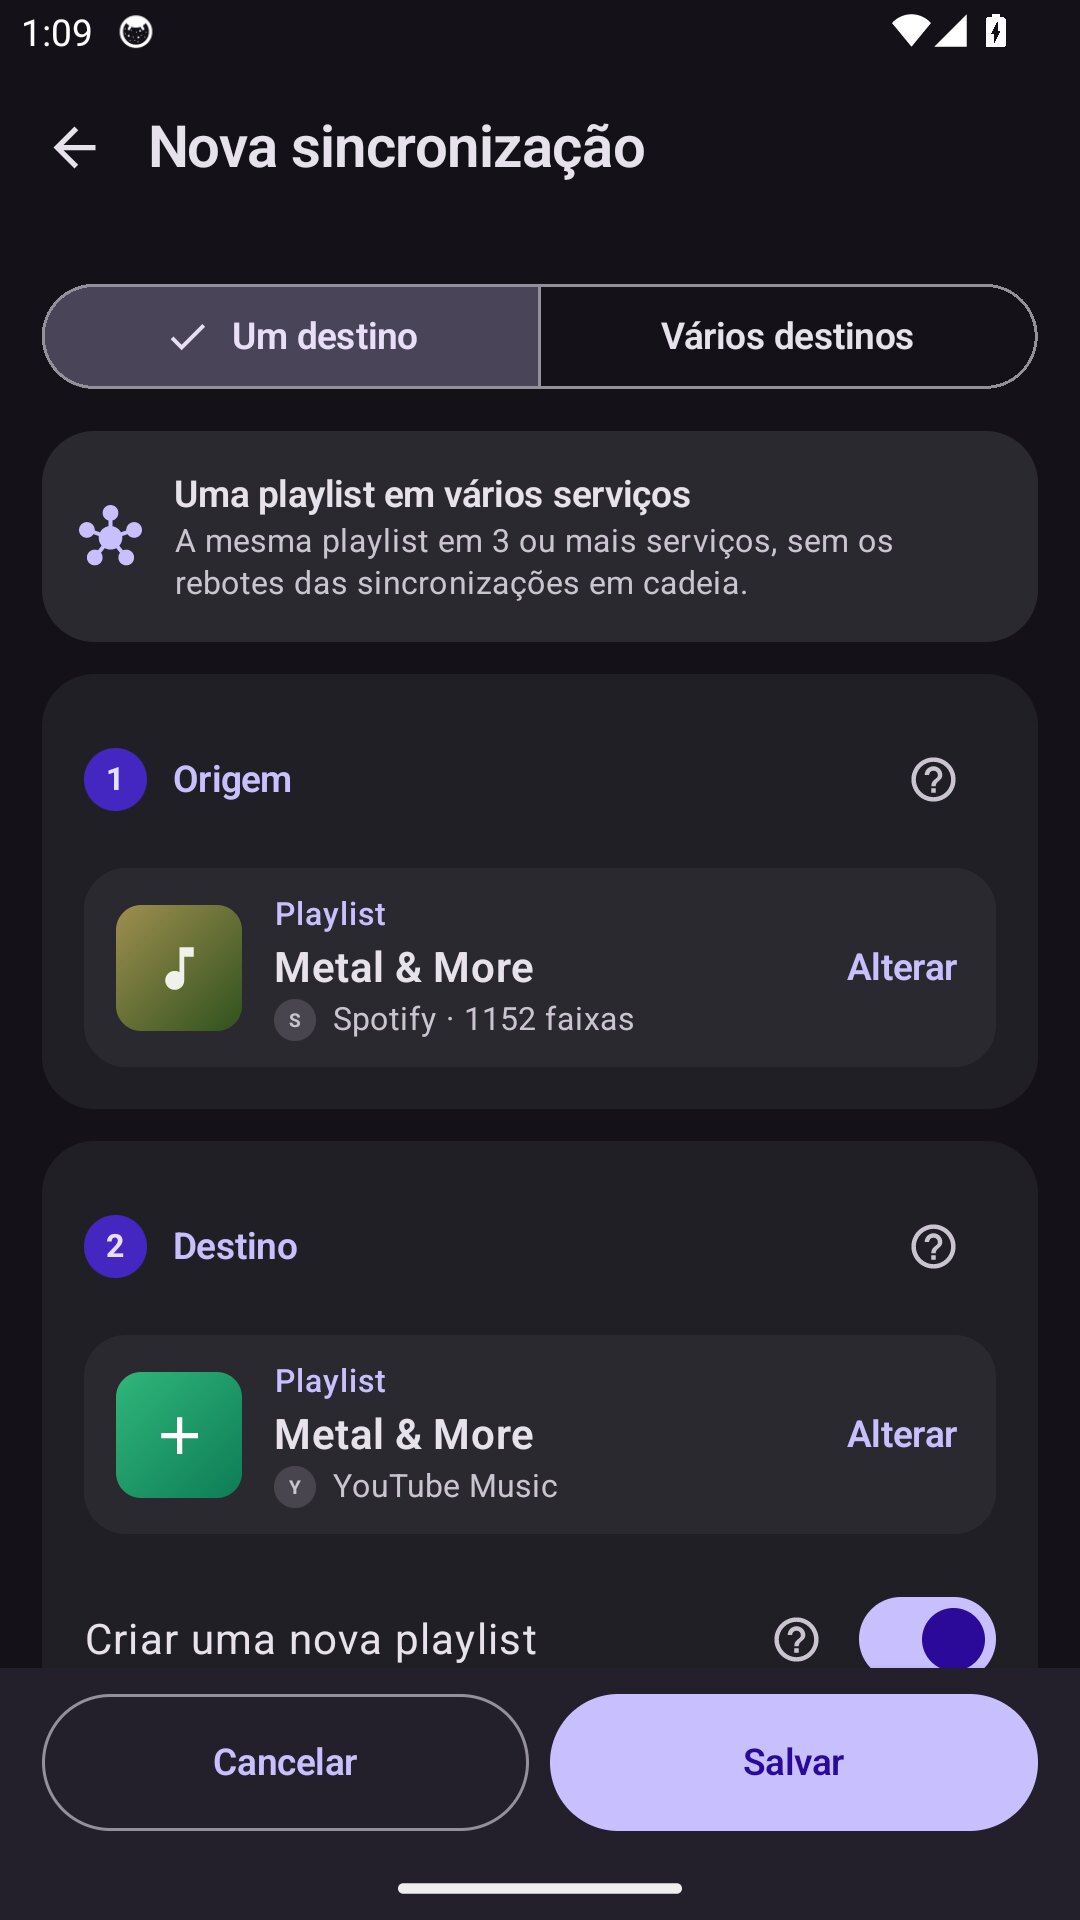 1:09
Nova sincronização
Um destino
Vários destinos
Uma playlist em vários serviços
A mesma playlist em 3 ou mais serviços, sem os
rebotes das sincronizações em cadeia.
1
Origem
Playlist
Metal & More
Alterar
S
Spotify · 1152 faixas
2
Destino
Playlist
Metal & More
Alterar
Y
YouTube Music
Criar uma nova playlist
Cancelar
Salvar